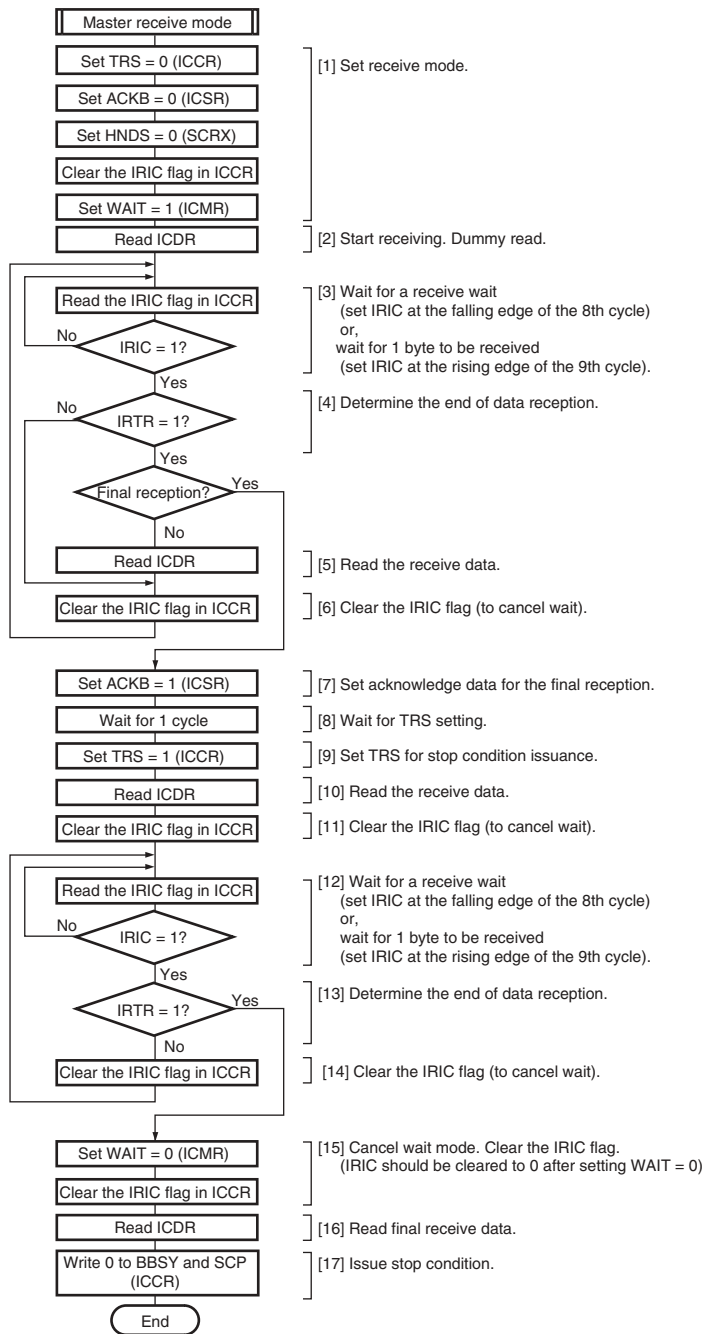 Master receive mode
Set TRS = 0 (ICCR)
[1] Set receive mode.
Set ACKB = 0 (ICSR)
Set HNDS = 0 (SCRX)
Clear the IRIC flag in ICCR
Set WAIT = 1 (ICMR)
Read ICDR
[2] Start receiving. Dummy read.
Read the IRIC flag in ICCR
[3] Wait for a receive wait
(set IRIC at the falling edge of the 8th cycle)
or,
wait for 1 byte to be received
(set IRIC at the rising edge of the 9th cycle).
No
IRIC = 1?
Yes
No
IRTR = 1?
[4] Determine the end of data reception.
Yes
Final reception?
Yes
No
Read ICDR
[5] Read the receive data.
Clear the IRIC flag in ICCR
[6] Clear the IRIC flag (to cancel wait).
Set ACKB = 1 (ICSR)
[7] Set acknowledge data for the final reception.
Wait for 1 cycle
[8] Wait for TRS setting.
Set TRS = 1 (ICCR)
[9] Set TRS for stop condition issuance.
Read ICDR
[10] Read the receive data.
Clear the IRIC flag in ICCR
[11] Clear the IRIC flag (to cancel wait).
Read the IRIC flag in ICCR
[12] Wait for a receive wait
(set IRIC at the falling edge of the 8th cycle)
or,
wait for 1 byte to be received
(set IRIC at the rising edge of the 9th cycle).
No
IRIC = 1?
Yes
IRTR = 1?
Yes
[13] Determine the end of data reception.
No
Clear the IRIC flag in ICCR
[14] Clear the IRIC flag (to cancel wait).
Set WAIT = 0 (ICMR)
[15] Cancel wait mode. Clear the IRIC flag.
(IRIC should be cleared to 0 after setting WAIT = 0)
Clear the IRIC flag in ICCR
Read ICDR
[16] Read final receive data.
Write 0 to BBSY and SCP
(ICCR)
[17] Issue stop condition.
End